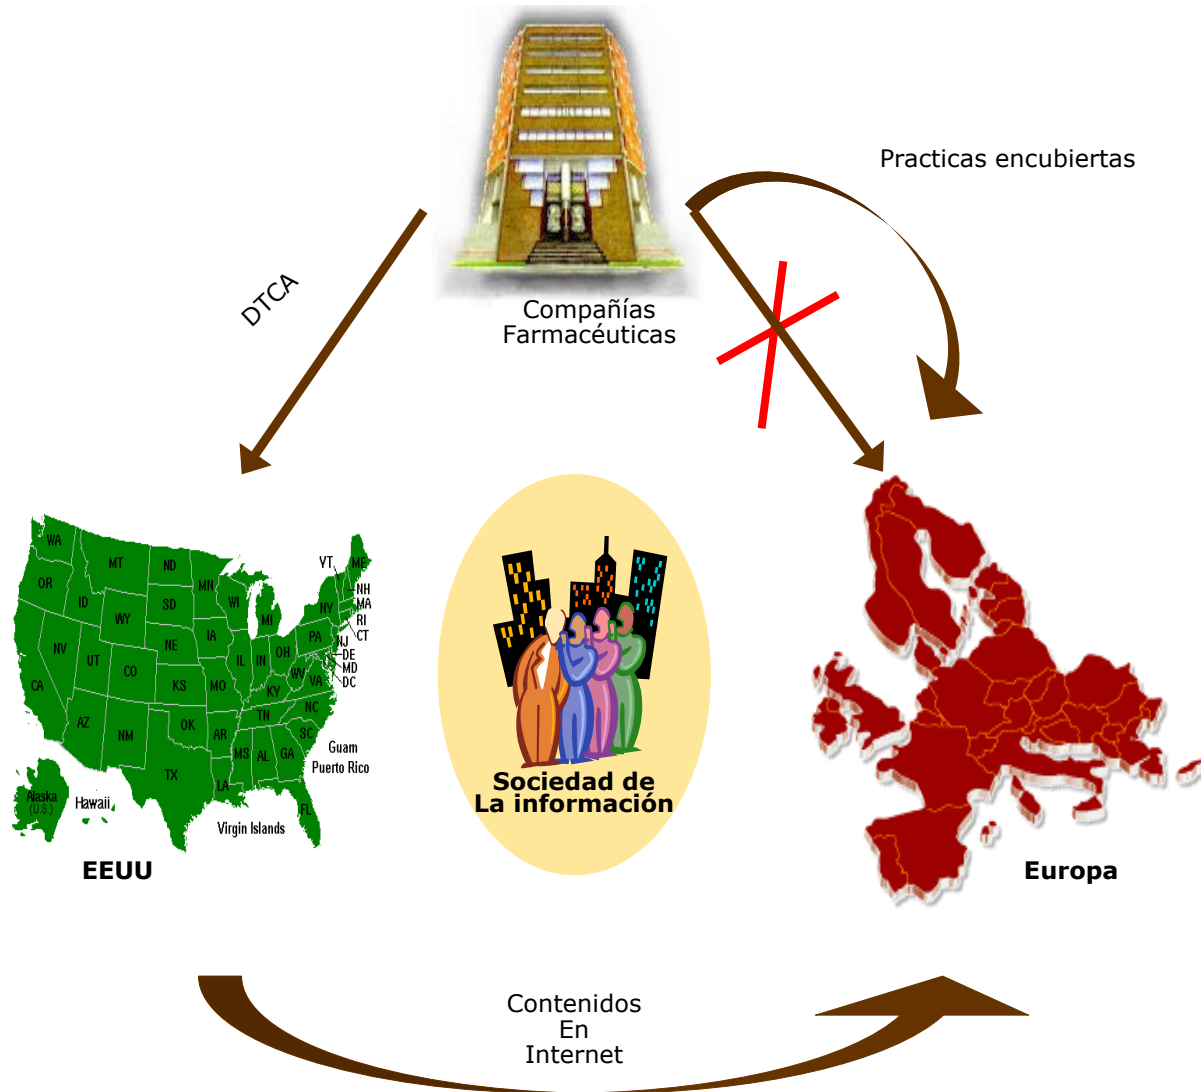 Practicas encubiertas
DTCA
Compañías
Farmacéuticas
WA
MT
ND
MN
VT
ME
OR
ID
SD
WI
NH
MA
WY
MI
NY
RI
CT
NV
NE
IA
PA
NJ
UT
CO
IL
IN
OH
DE
MD
DC
CA
KS
MO
WV
VA
KY
NC
AZ
NM
OK
AR
TN
SC
MS
AL
GA
Guam
Puerto Rico
TX
LA
FL
Alaska
(U.S.)
Hawaii
Virgin Islands
EEUU
Sociedad de
La información
Europa
Contenidos
En
Internet